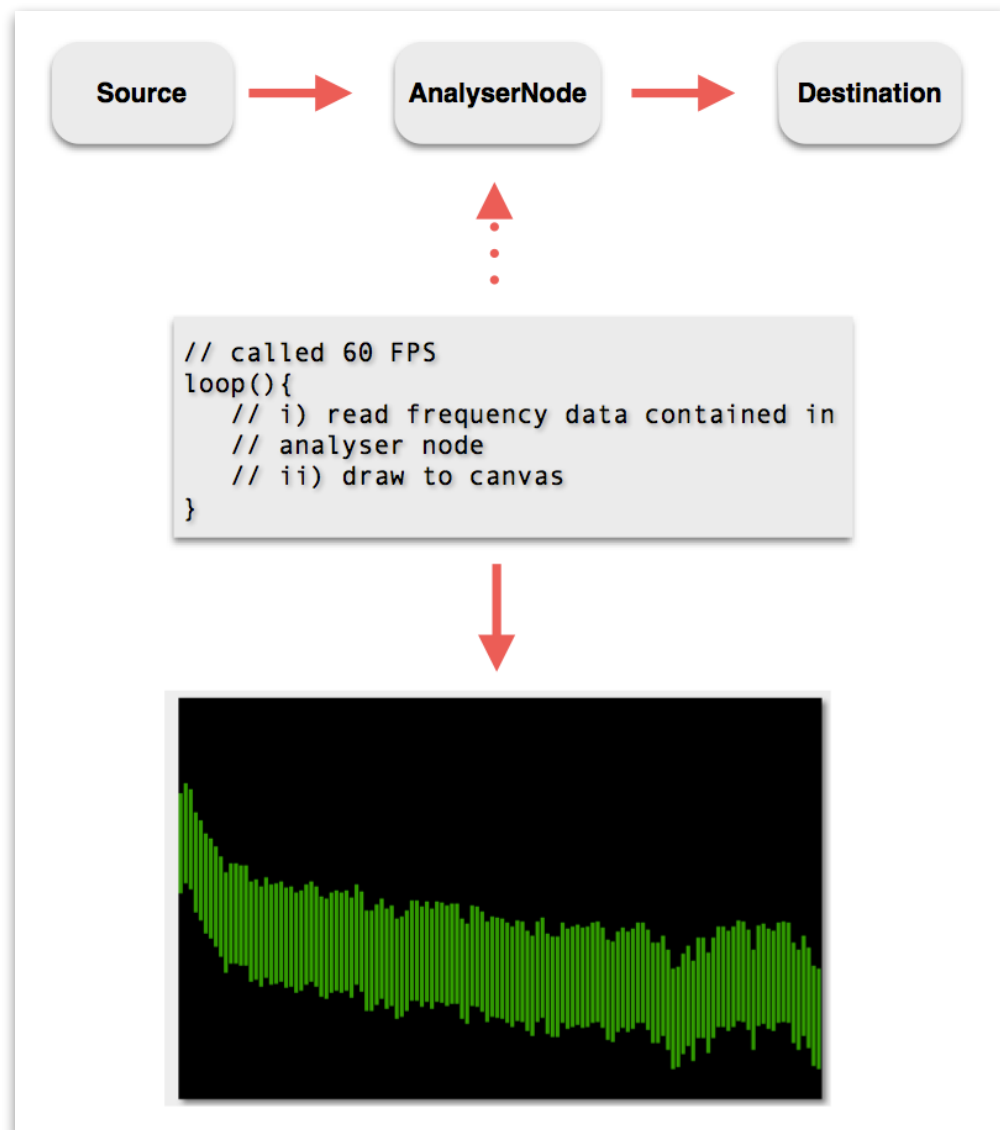 Source
AnalyserNode
Destination
// called 60 FPS
loop(){
   // i) read frequency data contained in
   // analyser node
   // ii) draw to canvas
}